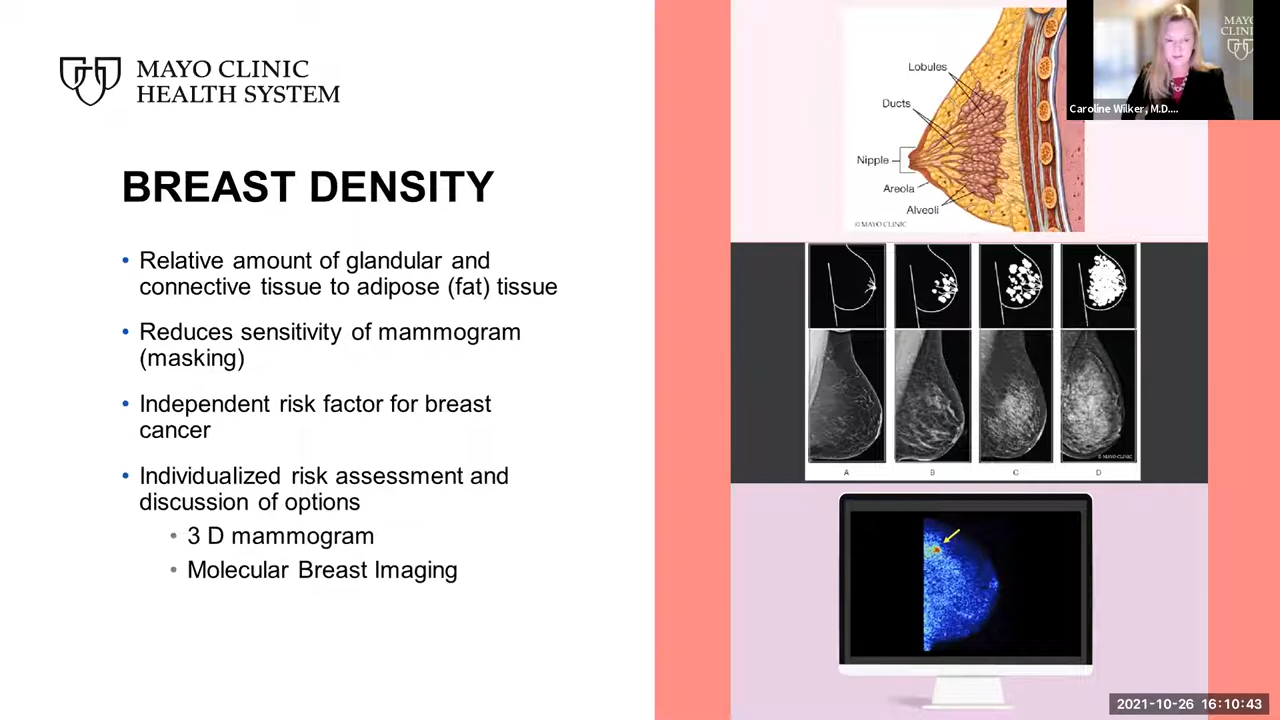 MAYO CLINIC
HEALTH SYSTEM
BREAST DENSITY
• Relative amount of glandular and
connective tissue to adipose (fat) tissue
• Reduces sensitivity of mammogram
(masking)
• Independent risk factor for breast
cancer
• Individualized risk assessment and
discussion of options
• 3 D mammogram
• Molecular Breast Imaging
Lobules
Ducts
Nipple
Areola
Alveoli
© MAYO CLINIC
© MAYO CLINIC
A B C D
MAYO
Caroline Wilker, M.D....
2021-10-26 16:10:43